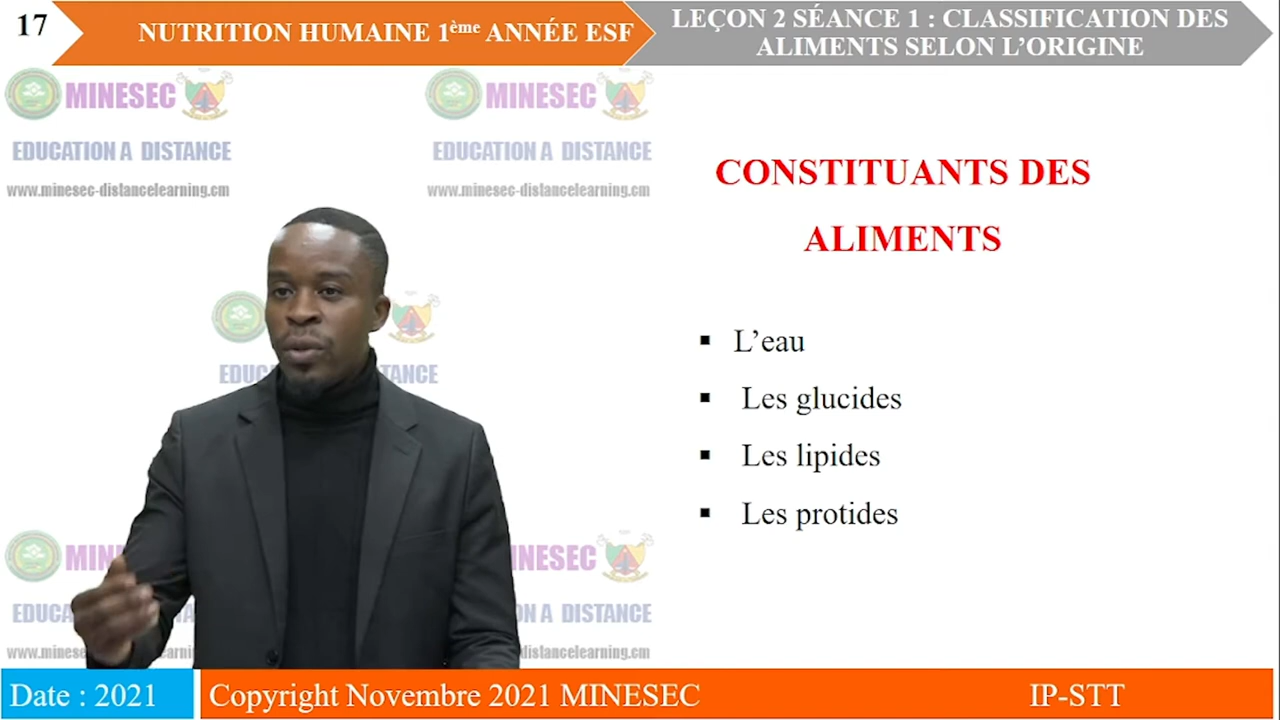 17
NUTRITION HUMAINE 1ème ANNÉE ESF
LEÇON 2 SÉANCE 1 : CLASSIFICATION DES
ALIMENTS SELON L’ORIGINE
MINESEC
EDUCATION A DISTANCE
www.minesec-distancelearning.cm
MINESEC
EDUCATION A DISTANCE
www.minesec-distancelearning.cm
CONSTITUANTS DES
ALIMENTS
▪ L’eau
▪ Les glucides
▪ Les lipides
▪ Les protides
Date : 2021
Copyright Novembre 2021 MINESEC
IP-STT